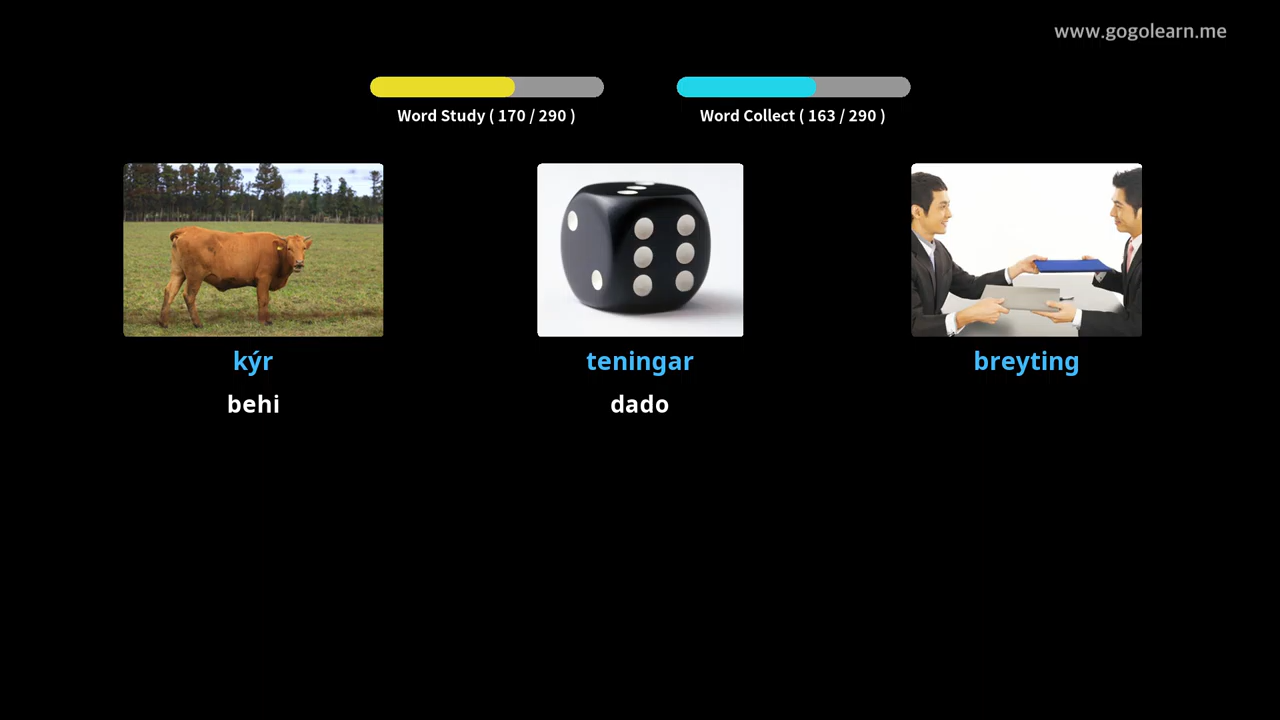 www.gogolearn.me
Word Study ( 170 / 290 )
Word Collect ( 163 / 290 )
kýr
teningar
breyting
behi
dado